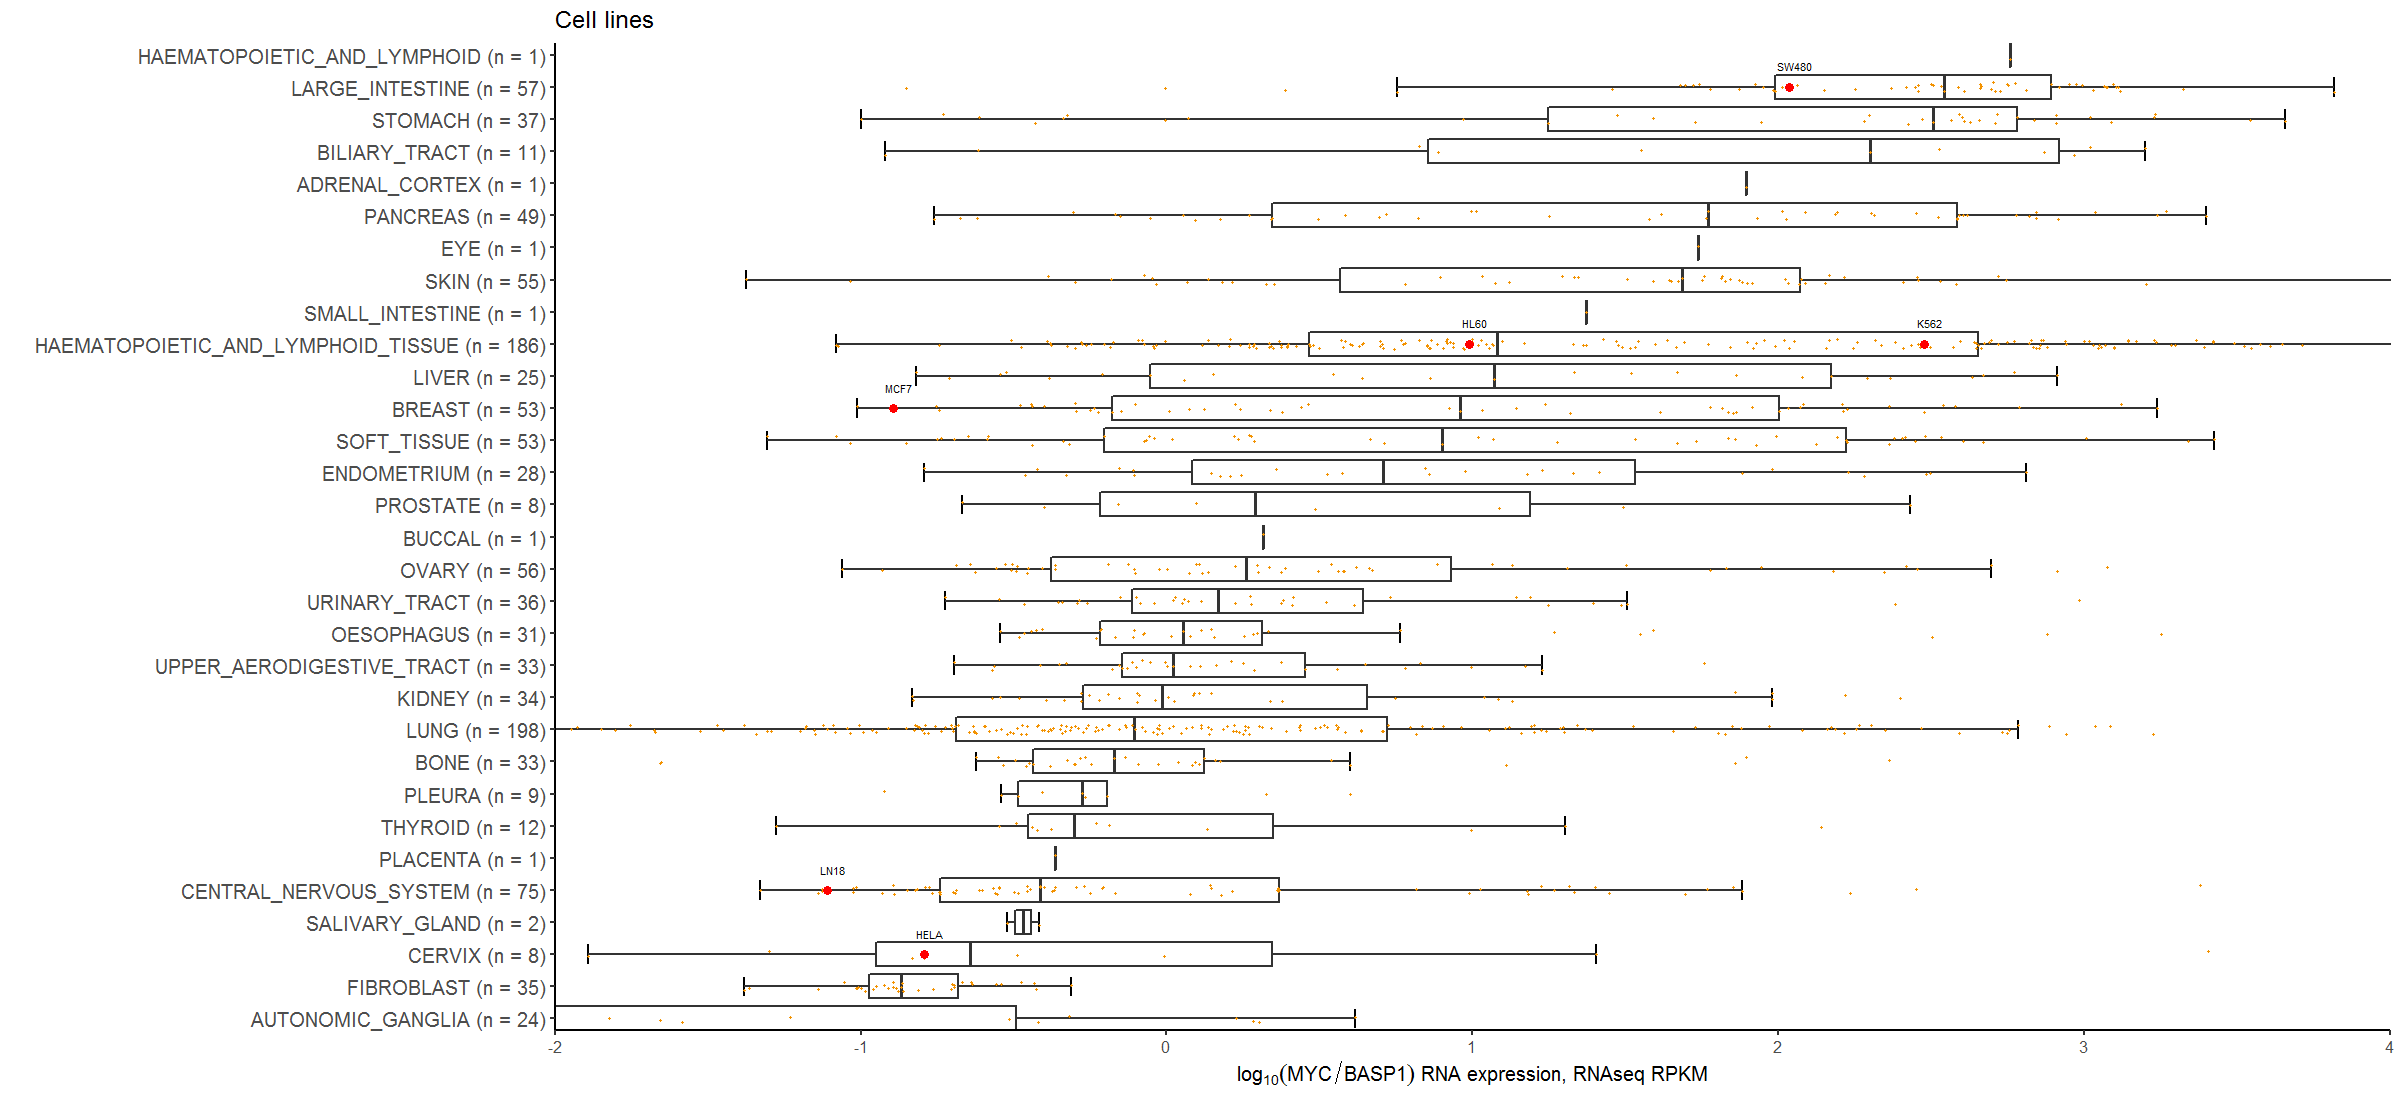 Cell lines
HAEMATOPOIETIC_AND_LYMPHOID (n = 1)
SW480
LARGE_INTESTINE (n = 57)
STOMACH (n = 37)
BILIARY_TRACT (n = 11)
ADRENAL_CORTEX (n = 1)
PANCREAS (n = 49)
EYE (n = 1)
SKIN (n = 55)
SMALL_INTESTINE (n = 1)
HL60 K562
HAEMATOPOIETIC_AND_LYMPHOID_TISSUE (n = 186)
LIVER (n = 25)
MCF7
BREAST (n = 53)
SOFT_TISSUE (n = 53)
ENDOMETRIUM (n = 28)
PROSTATE (n = 8)
BUCCAL (n = 1)
OVARY (n = 56)
URINARY_TRACT (n = 36)
OESOPHAGUS (n = 31)
UPPER_AERODIGESTIVE_TRACT (n = 33)
KIDNEY (n = 34)
LUNG (n = 198)
BONE (n = 33)
PLEURA (n = 9)
THYROID (n = 12)
PLACENTA (n = 1)
LN18
CENTRAL_NERVOUS_SYSTEM (n = 75)
SALIVARY_GLAND (n = 2)
HELA
CERVIX (n = 8)
FIBROBLAST (n = 35)
AUTONOMIC_GANGLIA (n = 24)
-2 -1 0 1 2 3 4
log₁₀(MYC/BASP1) RNA expression, RNAseq RPKM